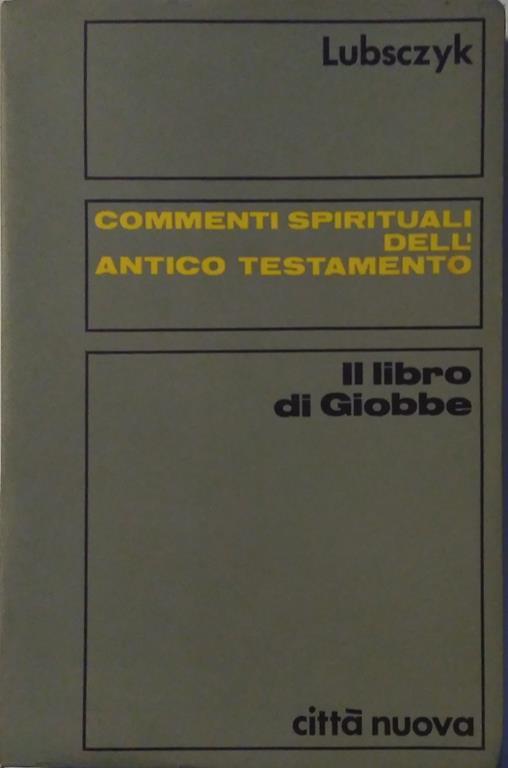 Lubsczyk
COMMENTI SPIRITUALI
DELL'
ANTICO TESTAMENTO
Il libro
di Giobbe
città nuova